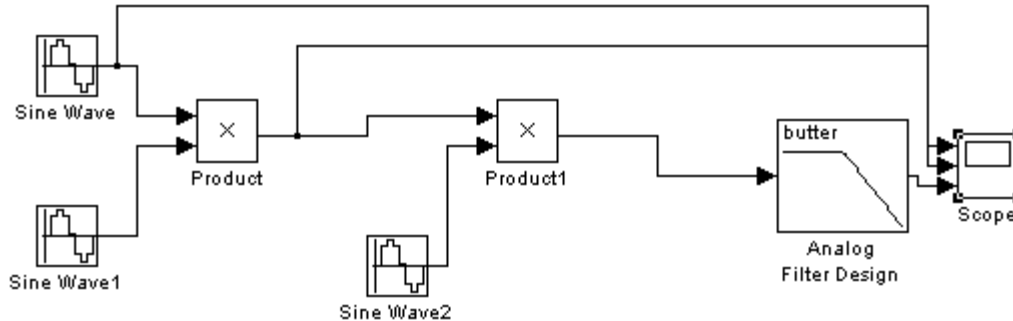 Sine Wave
×
Product
×
Product1
butter
Scope
Analog
Filter Design
Sine Wave1
Sine Wave2